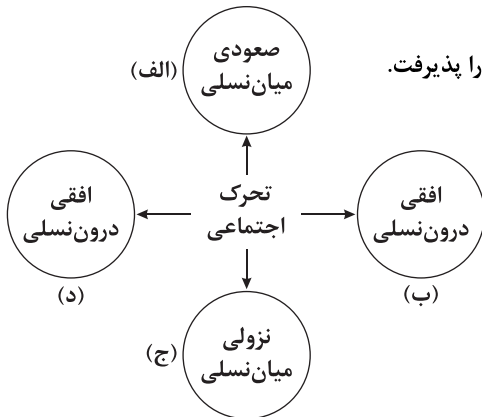 صعودی
میان‌نسلی
(الف)
را پذیرفت.
افقی
درون‌نسلی
(ب)
تحرک
اجتماعی
افقی
درون‌نسلی
(د)
نزولی
میان‌نسلی
(ج)